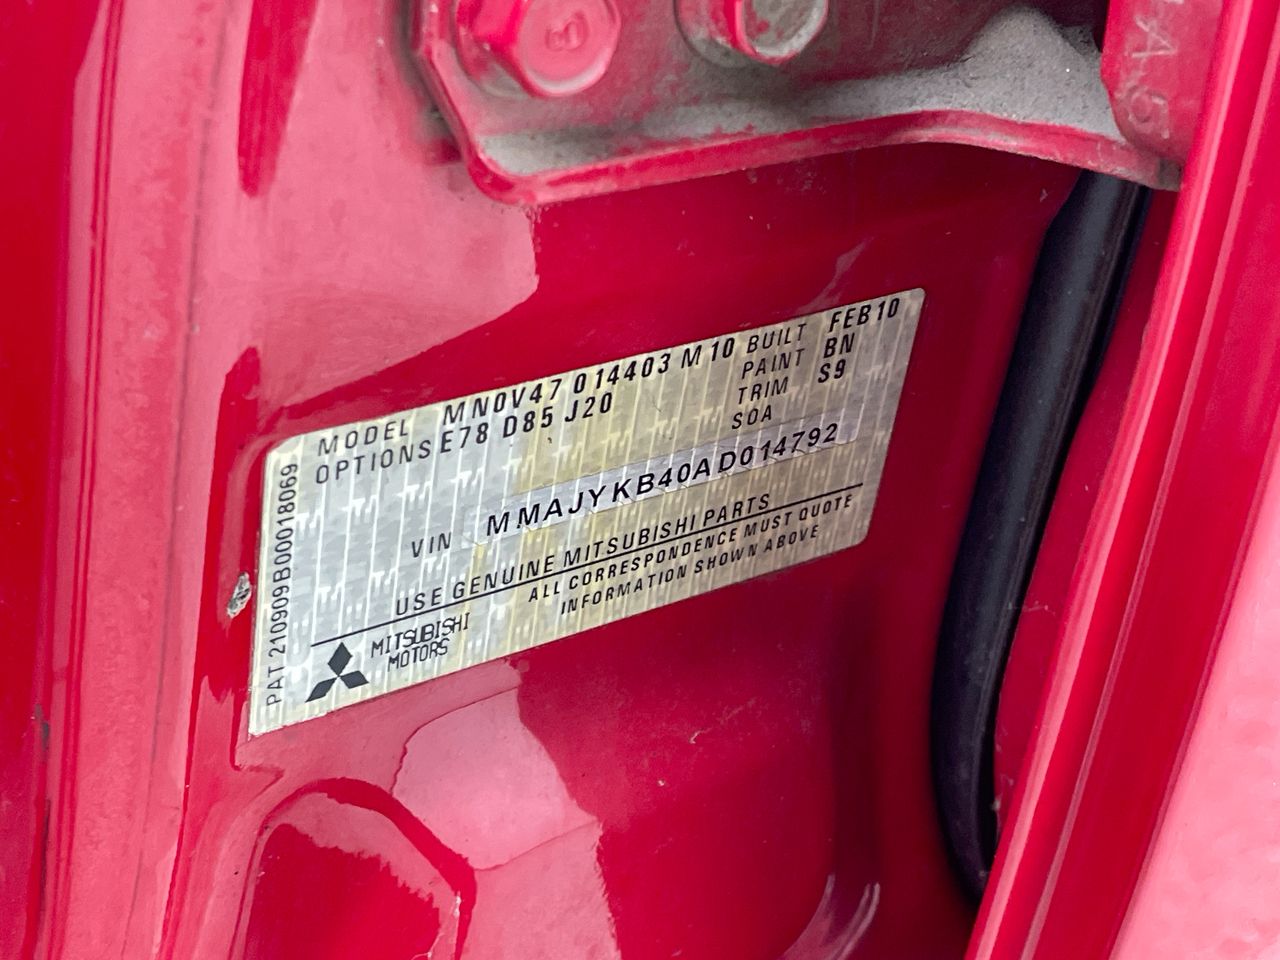 MODEL MN0V47 014403 M10 BUILT FEB10
OPTIONS E78 D85 J20 PAINT BN
TRIM S9
SOA
VIN MMAJYKB40AD014792
USE GENUINE MITSUBISHI PARTS
ALL CORRESPONDENCE MUST QUOTE
INFORMATION SHOWN ABOVE
MITSUBISHI
MOTORS
PAT 210909B00018069